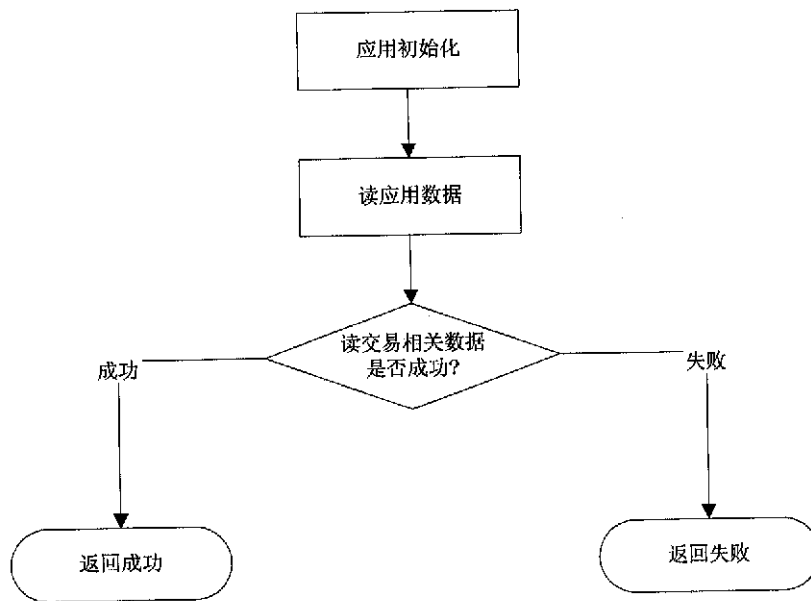 应用初始化
读应用数据
读交易相关数据
是否成功?
成功
失败
返回成功
返回失败